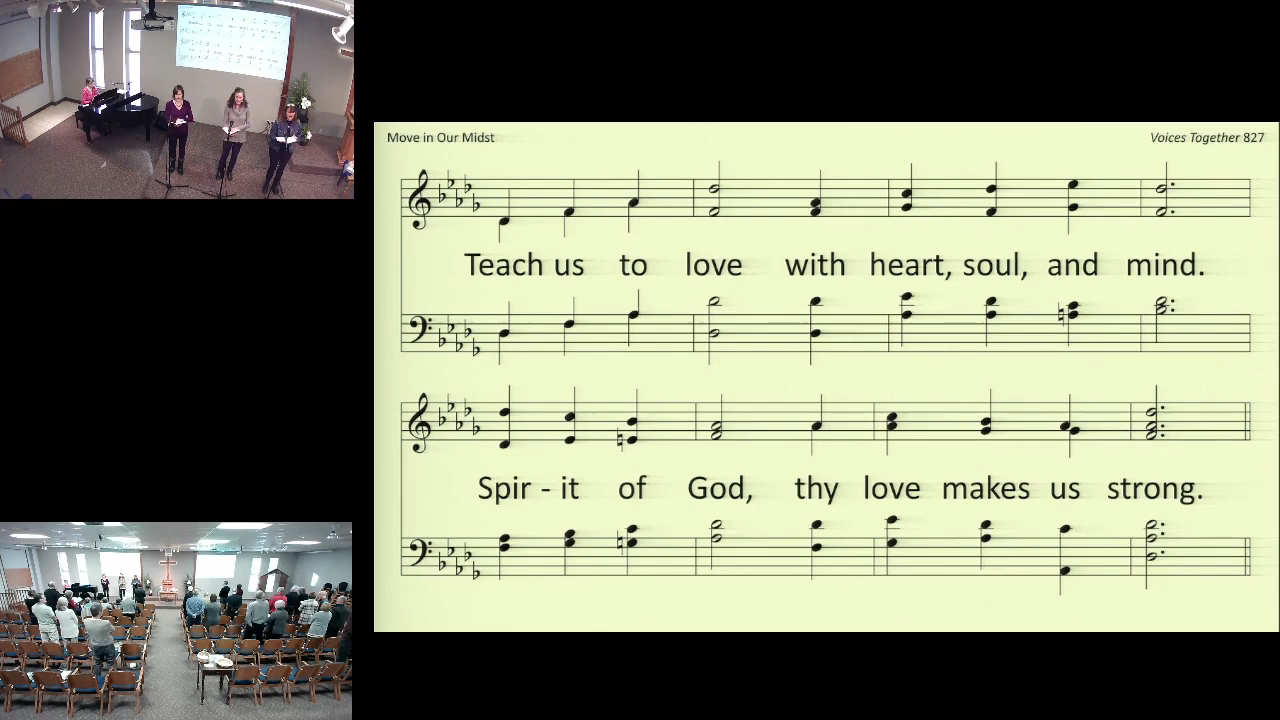 Move in Our Midst
Voices Together 827
Teach us to love with heart, soul, and mind.
Spir - it of God, thy love makes us strong.